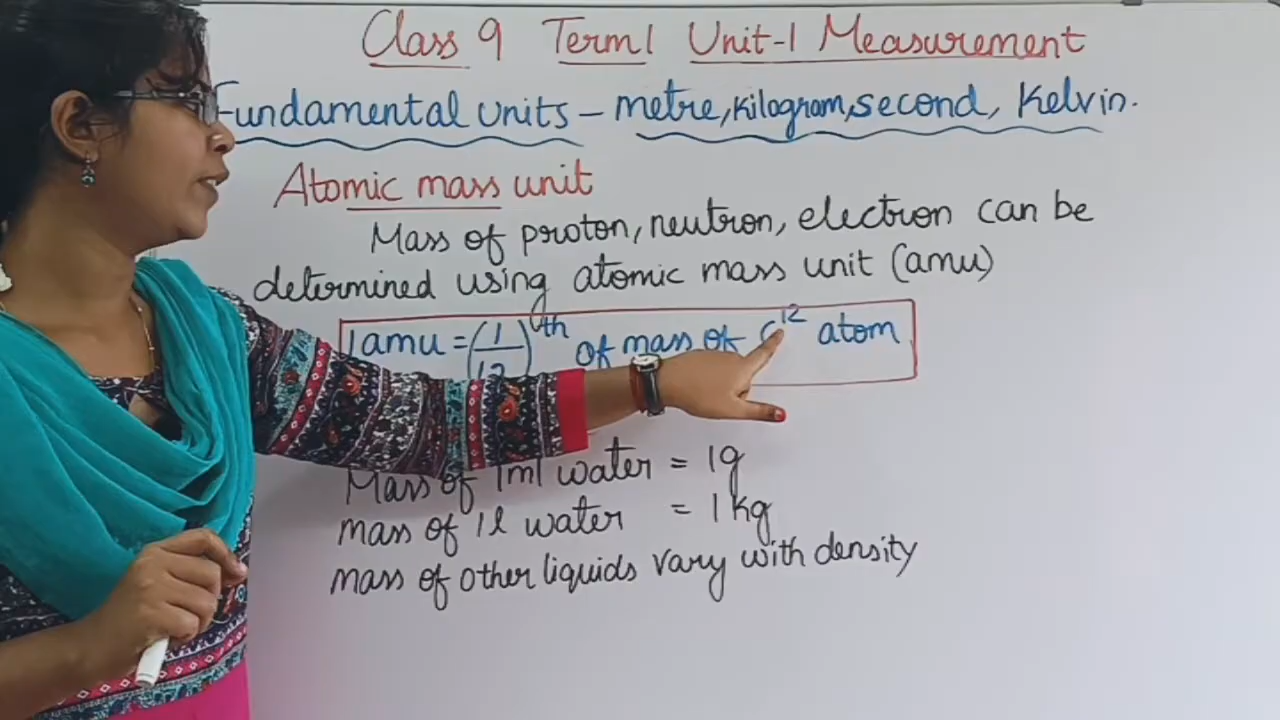 Class 9 Term1 Unit-1 Measurement
Fundamental units - metre, kilogram, second, Kelvin.
Atomic mass unit
Mass of proton, neutron, electron can be
determined using atomic mass unit (amu)
1 amu = (1/12)th of mass of C12 atom
Mass of 1ml water = 1g
mass of 1l water = 1kg
mass of other liquids vary with density